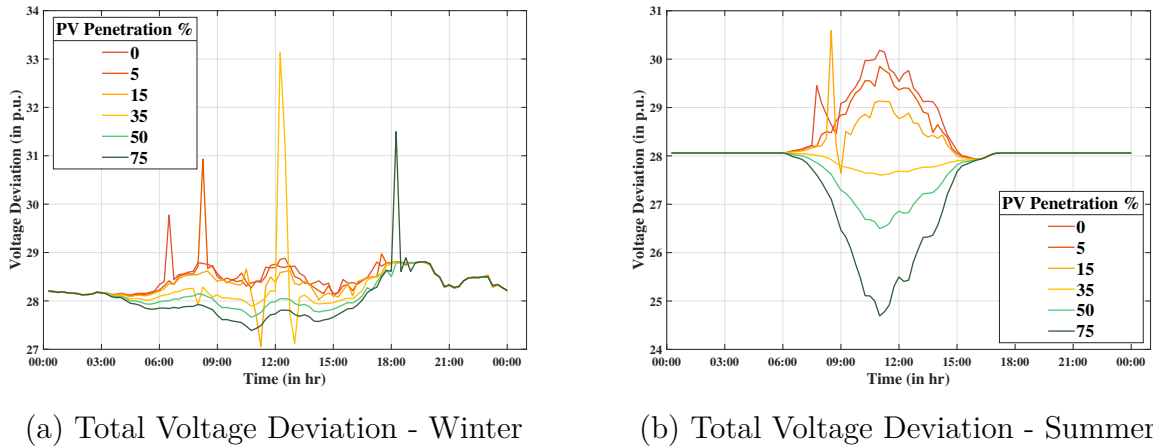 34
33
32
31
30
29
28
27
Voltage Deviation (in p.u.)
PV Penetration %
0
5
15
35
50
75
00:00 03:00 06:00 09:00 12:00 15:00 18:00 21:00 00:00
Time (in hr)
(a) Total Voltage Deviation - Winter
31
30
29
28
27
26
25
24
Voltage Deviation (in p.u.)
PV Penetration %
0
5
15
35
50
75
00:00 03:00 06:00 09:00 12:00 15:00 18:00 21:00 00:00
Time (in hr)
(b) Total Voltage Deviation - Summer